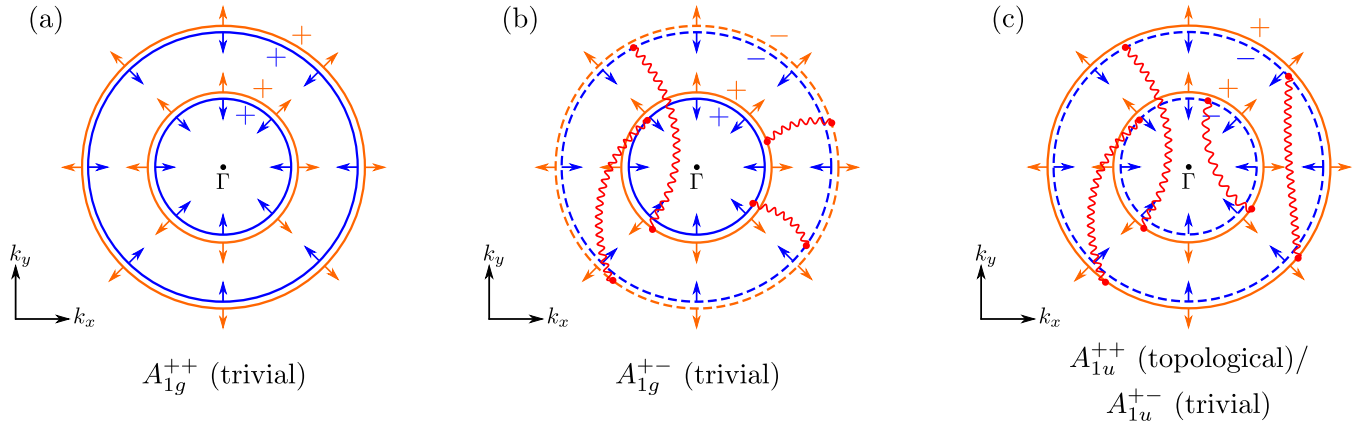 (a)
+
+
+
+
Γ
k_y
k_x
A_{1g}^{++} (trivial)
(b)
−
−
+
+
Γ
k_y
k_x
A_{1g}^{+-} (trivial)
(c)
+
−
+
−
Γ
k_y
k_x
A_{1u}^{++} (topological)/
A_{1u}^{+-} (trivial)